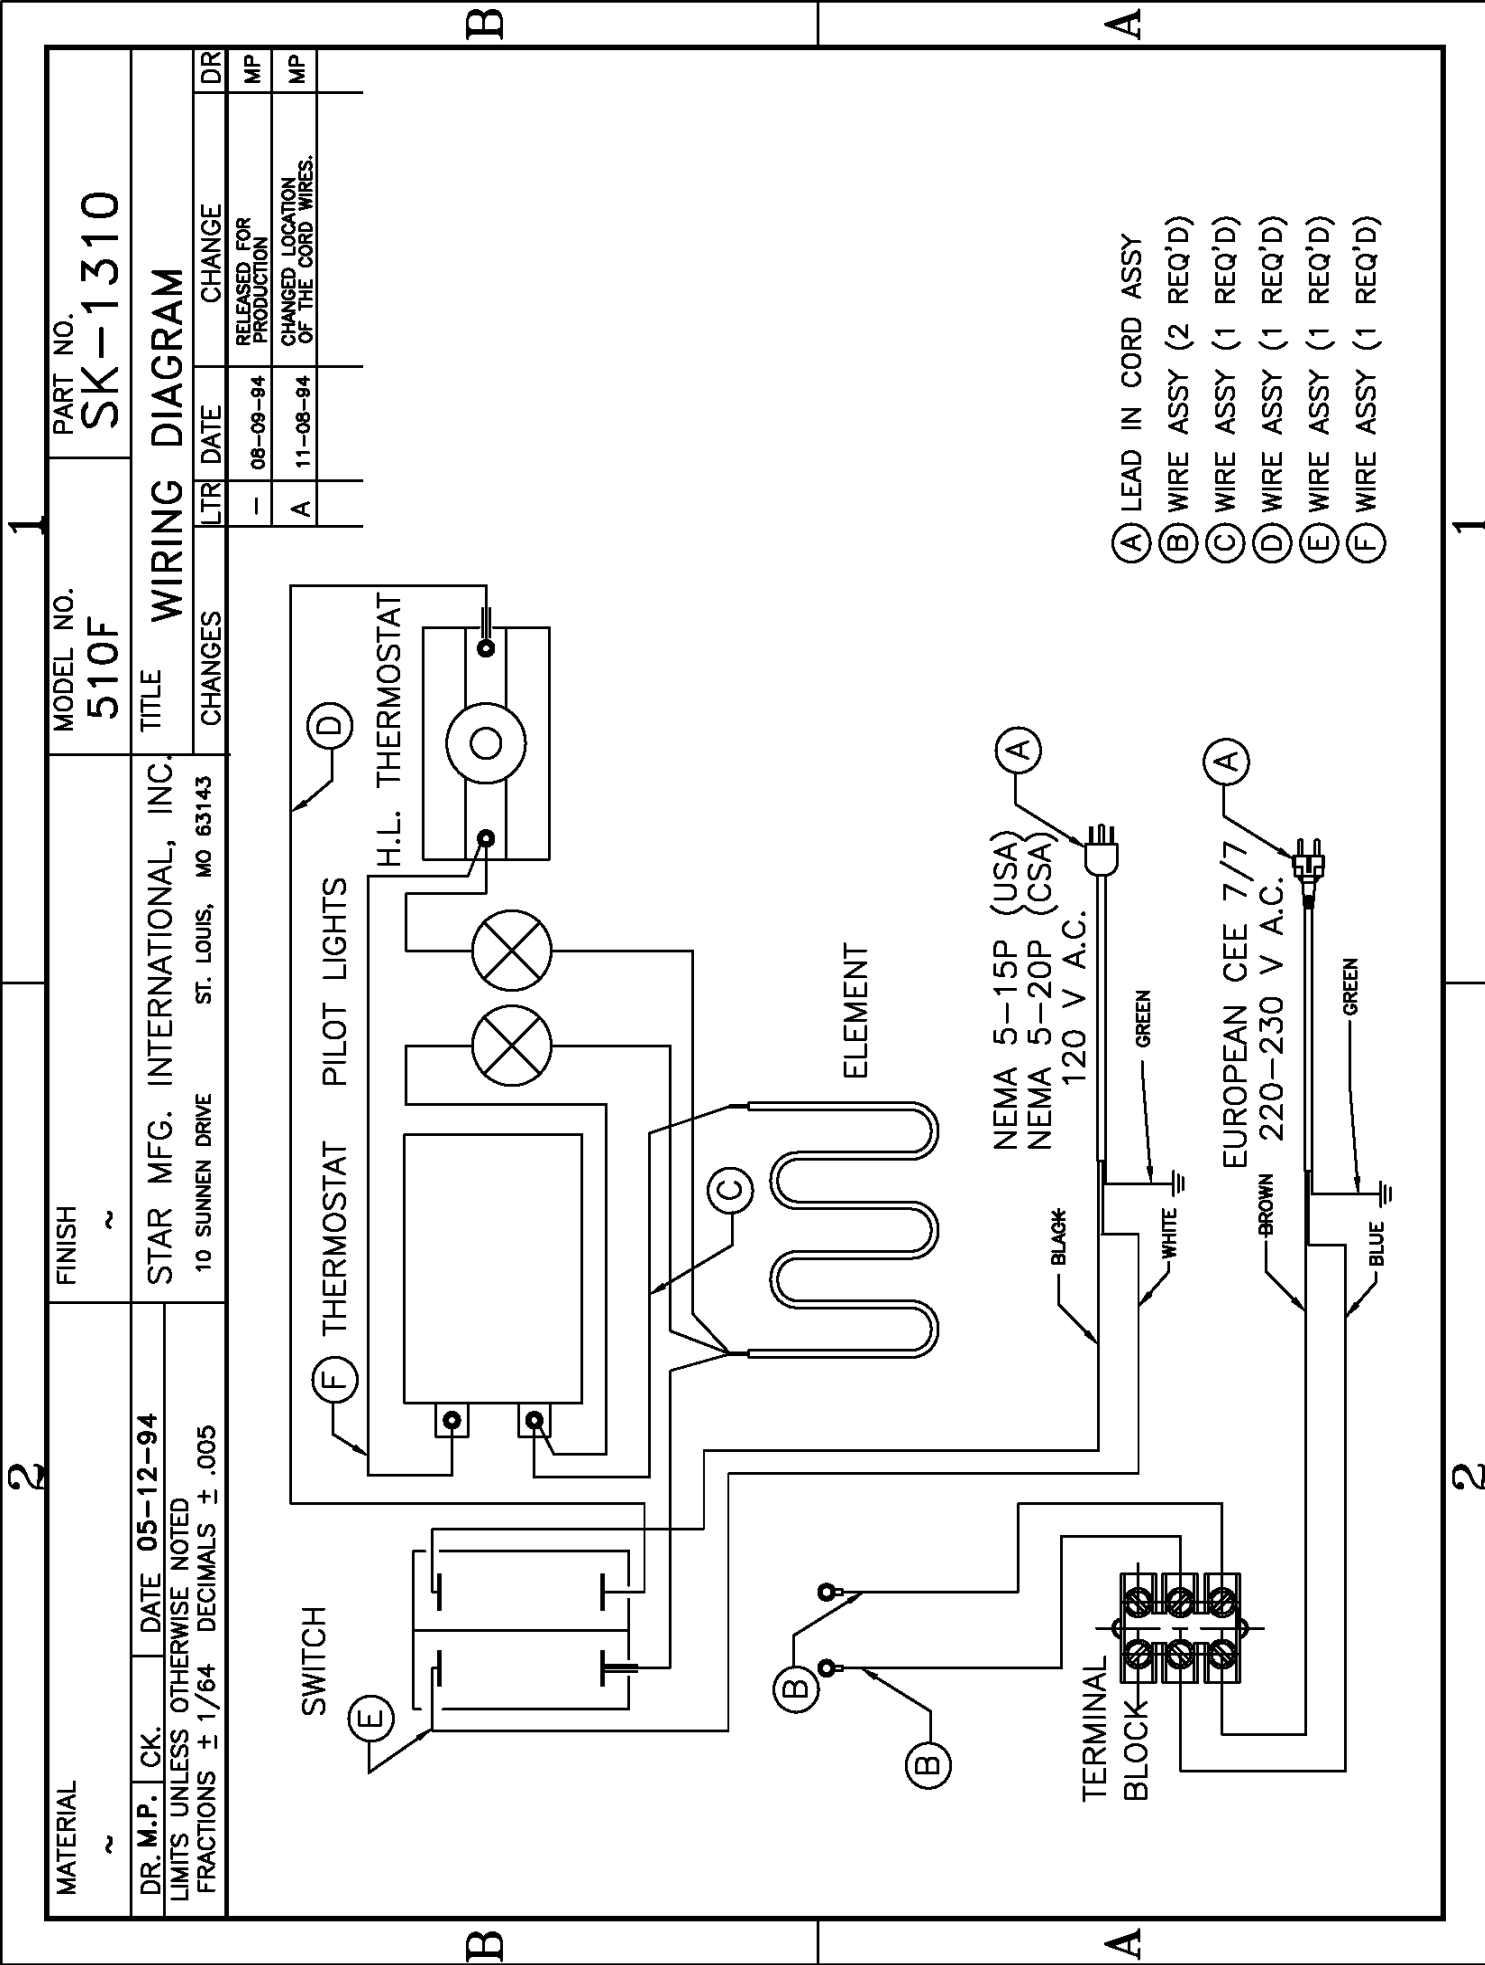 MATERIAL
~
FINISH
~
MODEL NO.
510F
PART NO.
SK-1310
DR. M.P.
CK.
DATE 05-12-94
LIMITS UNLESS OTHERWISE NOTED
FRACTIONS ± 1/64 DECIMALS ± .005
STAR MFG. INTERNATIONAL, INC.
10 SUNNEN DRIVE ST. LOUIS, MO 63143
TITLE
WIRING DIAGRAM
CHANGES LTR DATE CHANGE DR
- 08-09-94 RELEASED FOR PRODUCTION MP
A 11-08-94 CHANGED LOCATION OF THE CORD WIRES. MP
2
1
B
B
A
A
2
1
SWITCH
E
F
THERMOSTAT
PILOT LIGHTS
H.L. THERMOSTAT
D
C
ELEMENT
B
B
TERMINAL
BLOCK
NEMA 5-15P (USA)
NEMA 5-20P (CSA)
120 V A.C.
A
BLACK
WHITE
GREEN
EUROPEAN CEE 7/7
220-230 V A.C.
A
BROWN
BLUE
GREEN
A LEAD IN CORD ASSY
B WIRE ASSY (2 REQ'D)
C WIRE ASSY (1 REQ'D)
D WIRE ASSY (1 REQ'D)
E WIRE ASSY (1 REQ'D)
F WIRE ASSY (1 REQ'D)